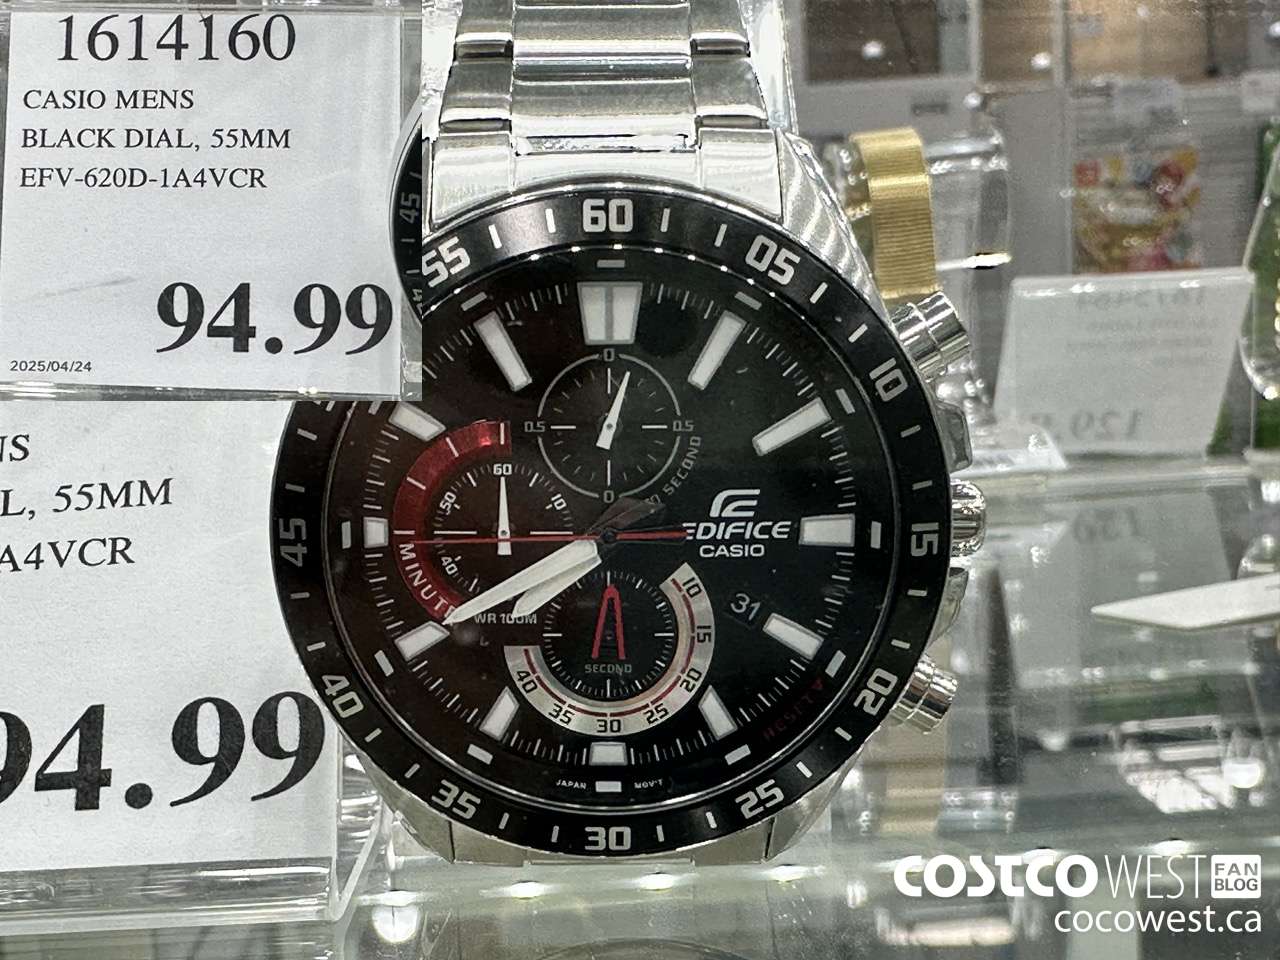 1614160
CASIO MENS
BLACK DIAL, 55MM
EFV-620D-1A4VCR
94.99
2025/04/24
NS
L, 55MM
A4VCR
94.99
60
05
10
15
20
25
30
35
40
45
55
45
0
0.5
0.5
0
SECOND
60
10
40
50
MINUTE
EDIFICE
CASIO
31
WR 100M
10
15
20
25
30
35
40
SECOND
JAPAN MOV'T
COSTCO WEST FAN BLOG
cocowest.ca